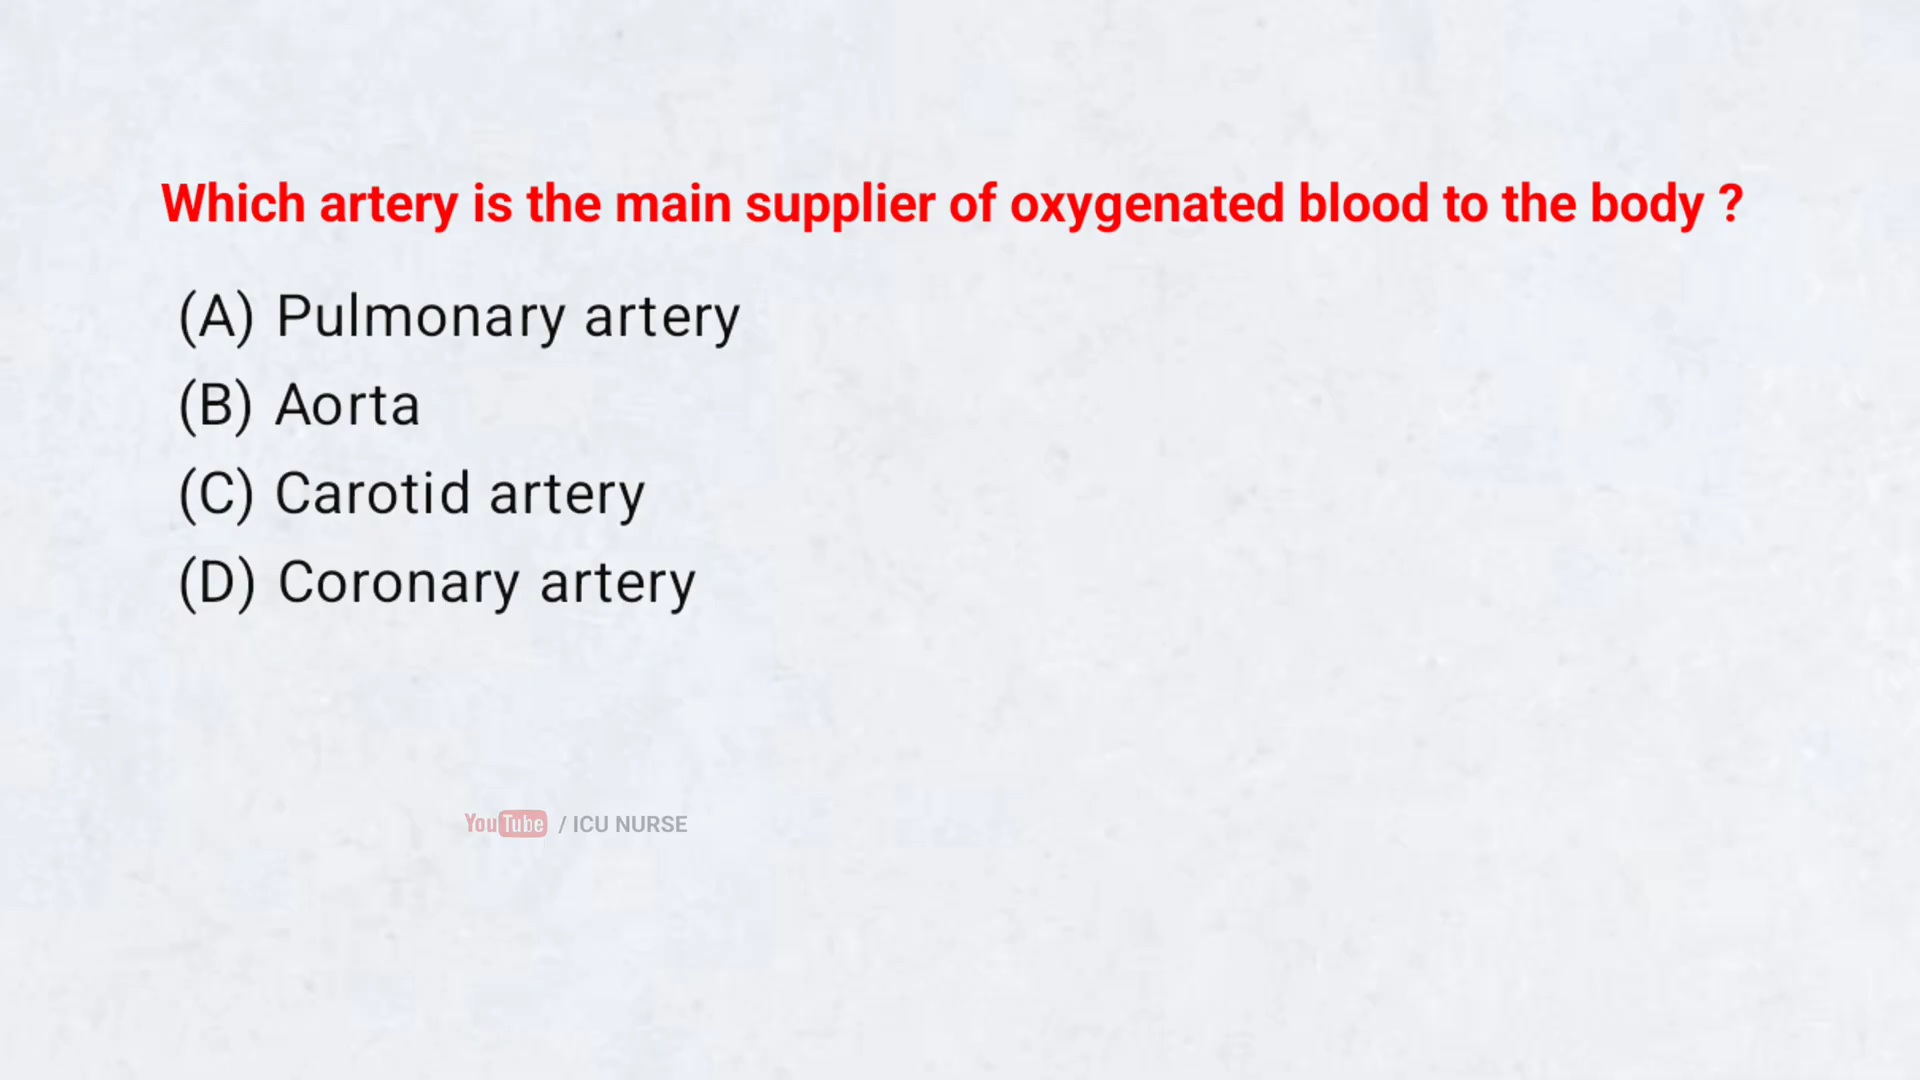 Which artery is the main supplier of oxygenated blood to the body ?
(A) Pulmonary artery
(B) Aorta
(C) Carotid artery
(D) Coronary artery
YouTube / ICU NURSE